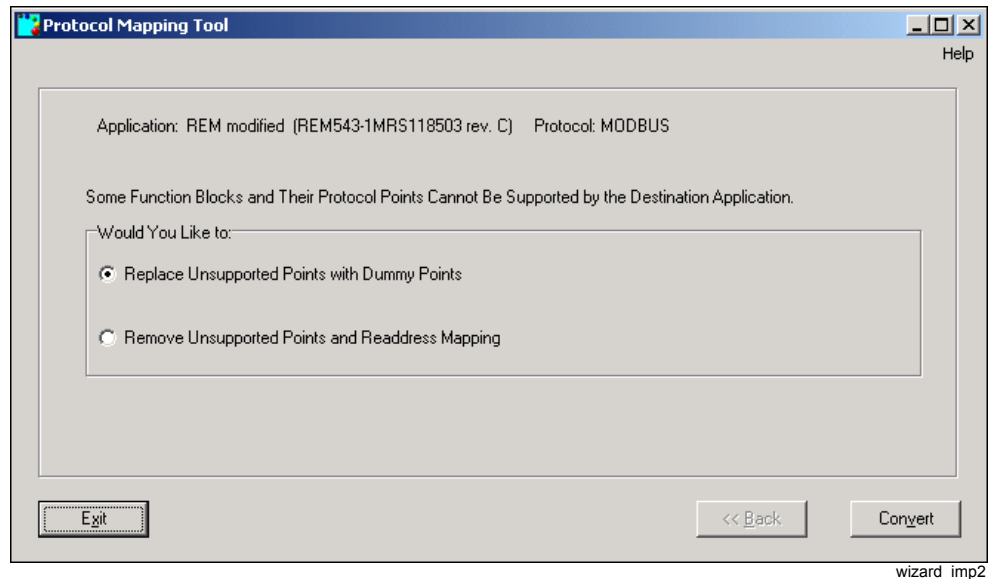 Protocol Mapping Tool
Help
Application: REM modified (REM543-1MRS118503 rev. C) Protocol: MODBUS
Some Function Blocks and Their Protocol Points Cannot Be Supported by the Destination Application.
Would You Like to:
Replace Unsupported Points with Dummy Points
Remove Unsupported Points and Readdress Mapping
Exit
<< Back
Convert
wizard_imp2